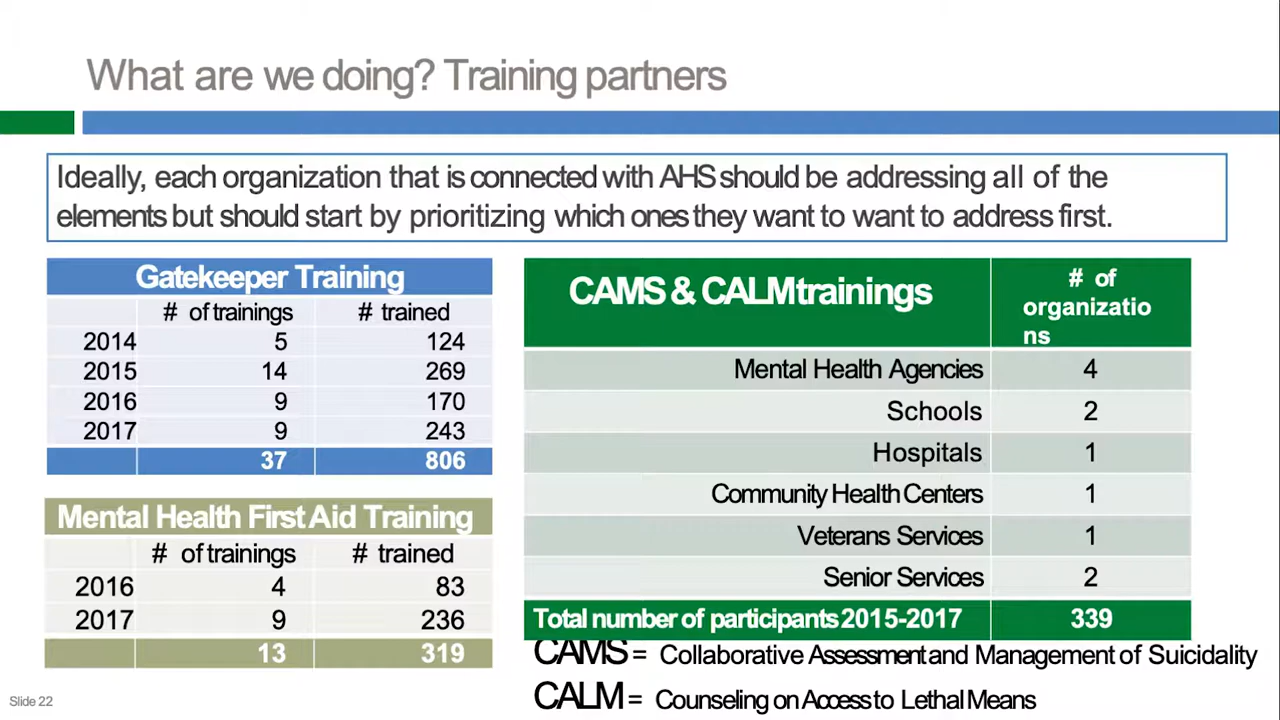 What are we doing? Training partners
Ideally, each organization that is connected with AHS should be addressing all of the
elements but should start by prioritizing which ones they want to want to address first.
Gatekeeper Training
# of trainings # trained
2014 5 124
2015 14 269
2016 9 170
2017 9 243
37 806
Mental Health First Aid Training
# of trainings # trained
2016 4 83
2017 9 236
13 319
CAMS & CALM trainings
# of
organizatio
ns
Mental Health Agencies 4
Schools 2
Hospitals 1
Community Health Centers 1
Veterans Services 1
Senior Services 2
Total number of participants 2015-2017 339
CAMS = Collaborative Assessment and Management of Suicidality
CALM = Counseling on Access to Lethal Means
Slide 22